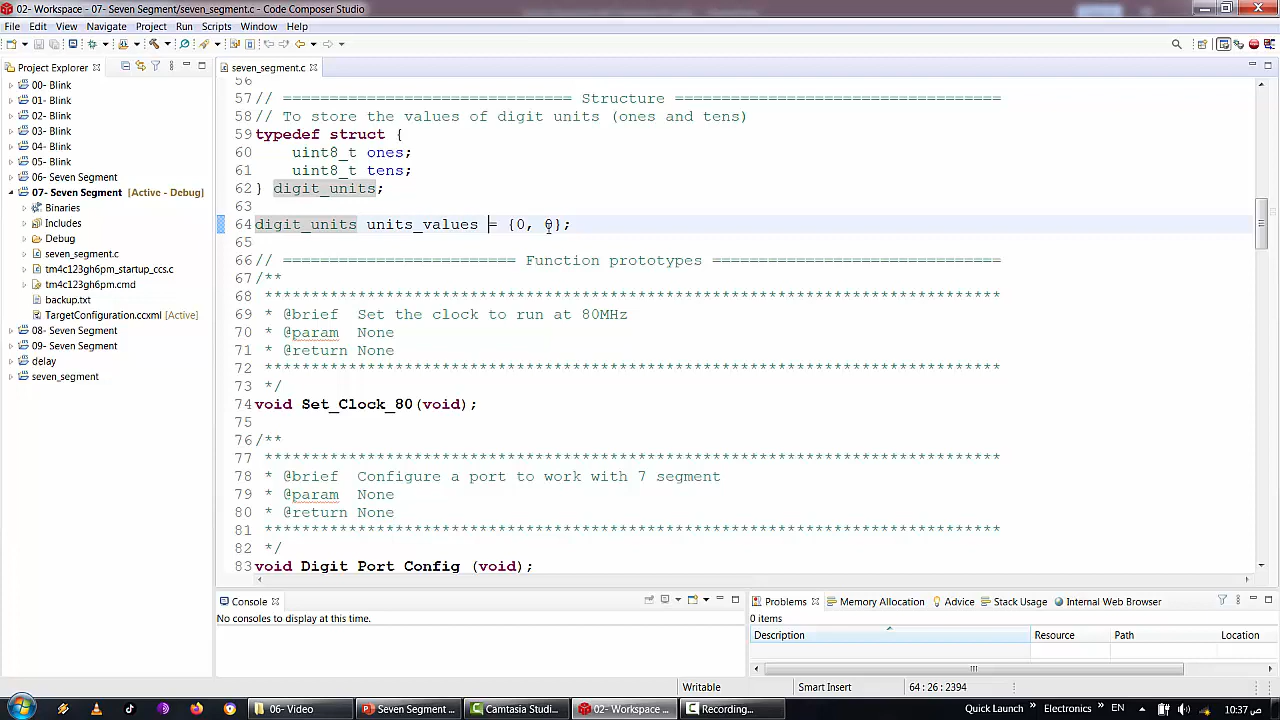 02- Workspace - 07- Seven Segment/seven_segment.c - Code Composer Studio
File Edit View Navigate Project Run Scripts Window Help
Project Explorer
seven_segment.c
00- Blink
01- Blink
02- Blink
03- Blink
04- Blink
05- Blink
06- Seven Segment
07- Seven Segment [Active - Debug]
Binaries
Includes
Debug
seven_segment.c
tm4c123gh6pm_startup_ccs.c
tm4c123gh6pm.cmd
backup.txt
TargetConfiguration.ccxml [Active]
08- Seven Segment
09- Seven Segment
delay
seven_segment
56
57 // =============================== Structure ===================================
58 // To store the values of digit units (ones and tens)
59 typedef struct {
60 uint8_t ones;
61 uint8_t tens;
62 } digit_units;
63
64 digit_units units_values = {0, 0};
65
66 // ========================= Function prototypes ================================
67 /**
68 *******************************************************************************
69 * @brief Set the clock to run at 80MHz
70 * @param None
71 * @return None
72 *******************************************************************************
73 */
74 void Set_Clock_80(void);
75
76 /**
77 *******************************************************************************
78 * @brief Configure a port to work with 7 segment
79 * @param None
80 * @return None
81 *******************************************************************************
82 */
83 void Digit_Port_Config (void);
Console
No consoles to display at this time.
Problems Memory Allocation Advice Stack Usage Internal Web Browser
0 items
Description Resource Path Location
Writable Smart Insert 64 : 26 : 2394
06- Video Seven Segment ... Camtasia Studi... 02- Workspace ... Recording... Quick Launch » Electronics » EN 10:37 ص